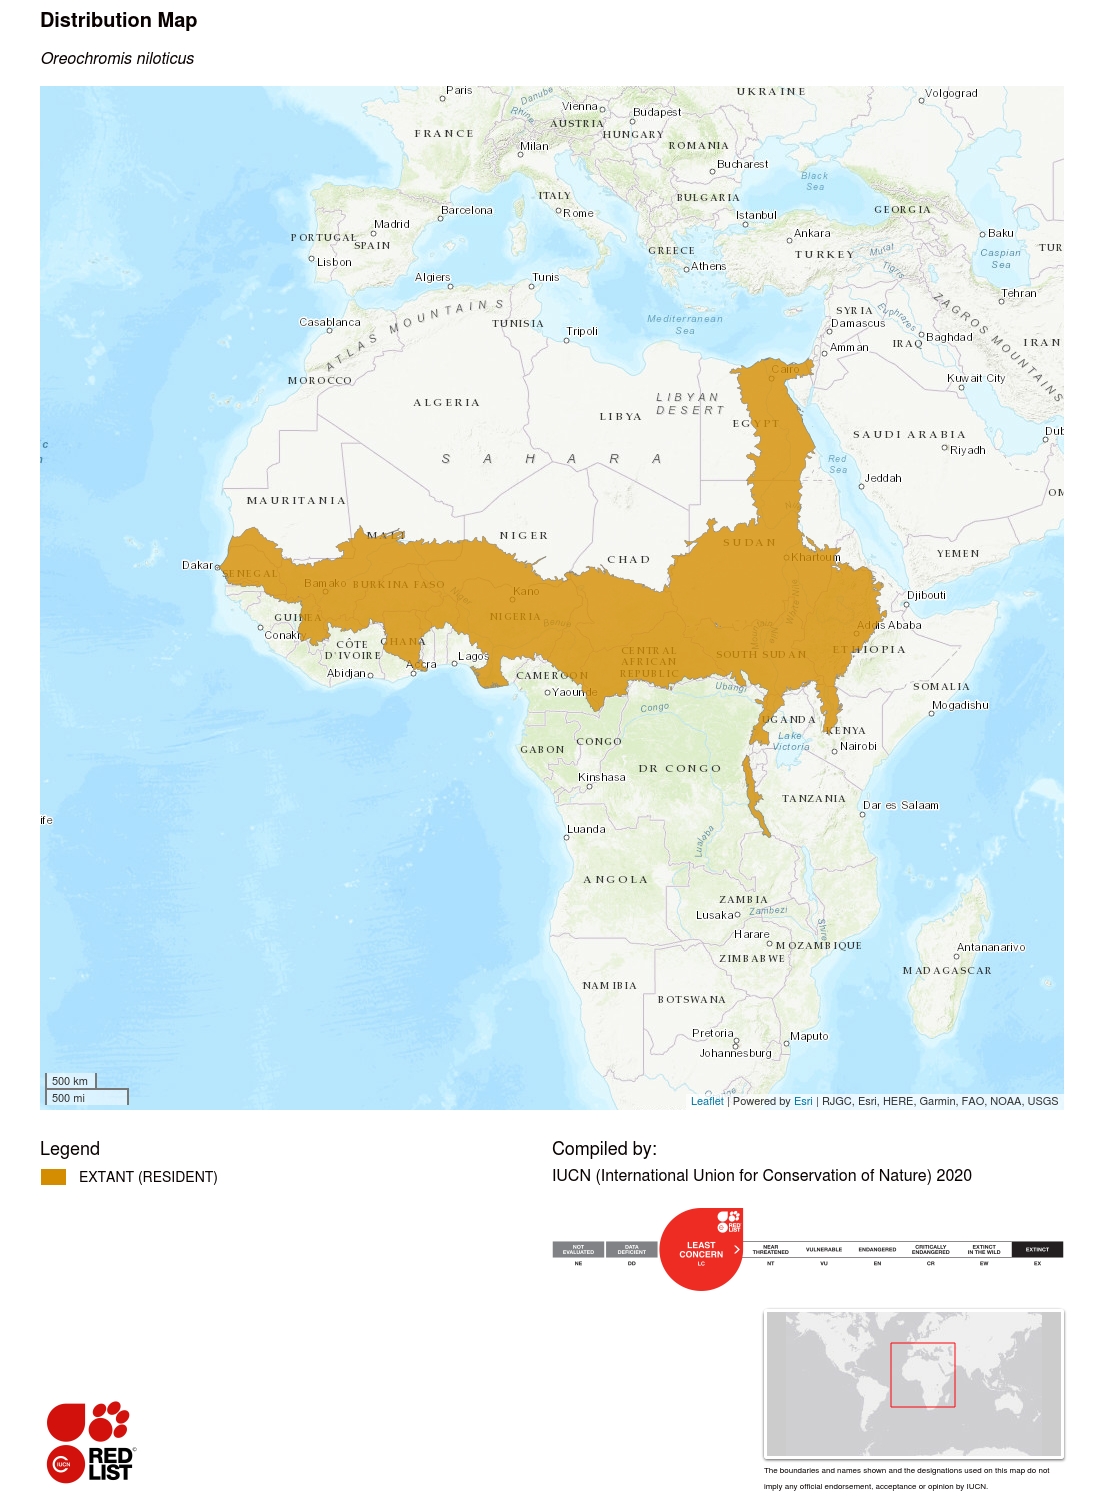 Distribution Map
Oreochromis niloticus
Paris
Danube
Vienna
UKRAINE
Volgograd
Rhine
Budapest
AUSTRIA
FRANCE
HUNGARY
Milan
ROMANIA
Bucharest
Black
Sea
ITALY
BULGARIA
Barcelona
Rome
Istanbul
GEORGIA
Madrid
PORTUGAL
SPAIN
Ankara
Baku
GREECE
TURKEY
Murat
TUR
Caspian
Sea
Lisbon
Athens
Tigris
Algiers
Tunis
Tehran
ATLAS MOUNTAINS
SYRIA
Euphrates
ZAGROS MOUNTAINS
Casablanca
TUNISIA
Mediterranean
Sea
Damascus
Tripoli
Baghdad
IRAQ
IRAN
Amman
MOROCCO
Cairo
Kuwait City
ALGERIA
LIBYAN
DESERT
LIBYA
EGYPT
SAUDI ARABIA
Dub
c
Riyadh
SAHARA
Red
Sea
Jeddah
OM
MAURITANIA
MALI
NIGER
SUDAN
CHAD
Khartoum
YEMEN
Dakar
SENEGAL
Bamako
BURKINA FASO
Kano
Niger
White Nile
Djibouti
GUINEA
NIGERIA
Benue
Addis Ababa
Conakry
CÔTE
D'IVOIRE
GHANA
Lagos
CENTRAL
AFRICAN
REPUBLIC
SOUTH SUDAN
ETHIOPIA
Abidjan
Accra
CAMEROON
Yaounde
Ubangi
SOMALIA
Congo
Mogadishu
UGANDA
KENYA
GABON
CONGO
Lake
Victoria
Nairobi
DR CONGO
Kinshasa
TANZANIA
Dar es Salaam
ife
Luanda
Lualaba
ANGOLA
ZAMBIA
Lusaka
Zambezi
Shire
Harare
MOZAMBIQUE
ZIMBABWE
Antananarivo
MADAGASCAR
NAMIBIA
BOTSWANA
Pretoria
Maputo
Johannesburg
500 km
500 mi
Leaflet | Powered by Esri | RJGC, Esri, HERE, Garmin, FAO, NOAA, USGS
Legend
EXTANT (RESIDENT)
Compiled by:
IUCN (International Union for Conservation of Nature) 2020
NOT EVALUATED NE
DATA DEFICIENT DD
LEAST CONCERN LC
RED LIST
NEAR THREATENED NT
VULNERABLE VU
ENDANGERED EN
CRITICALLY ENDANGERED CR
EXTINCT IN THE WILD EW
EXTINCT EX
IUCN
RED
LIST
The boundaries and names shown and the designations used on this map do not
imply any official endorsement, acceptance or opinion by IUCN.